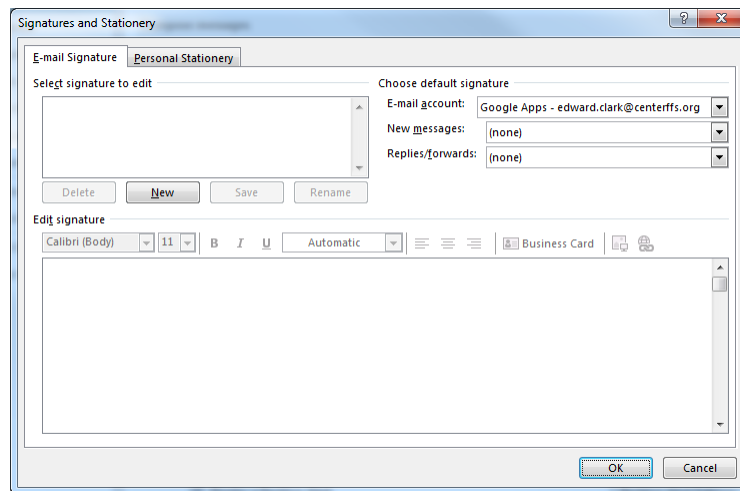 Signatures and Stationery
E-mail Signature Personal Stationery
Select signature to edit
Choose default signature
E-mail account: Google Apps - edward.clark@centerffs.org
New messages: (none)
Replies/forwards: (none)
Delete New Save Rename
Edit signature
Calibri (Body) 11 B I U Automatic Business Card
OK Cancel